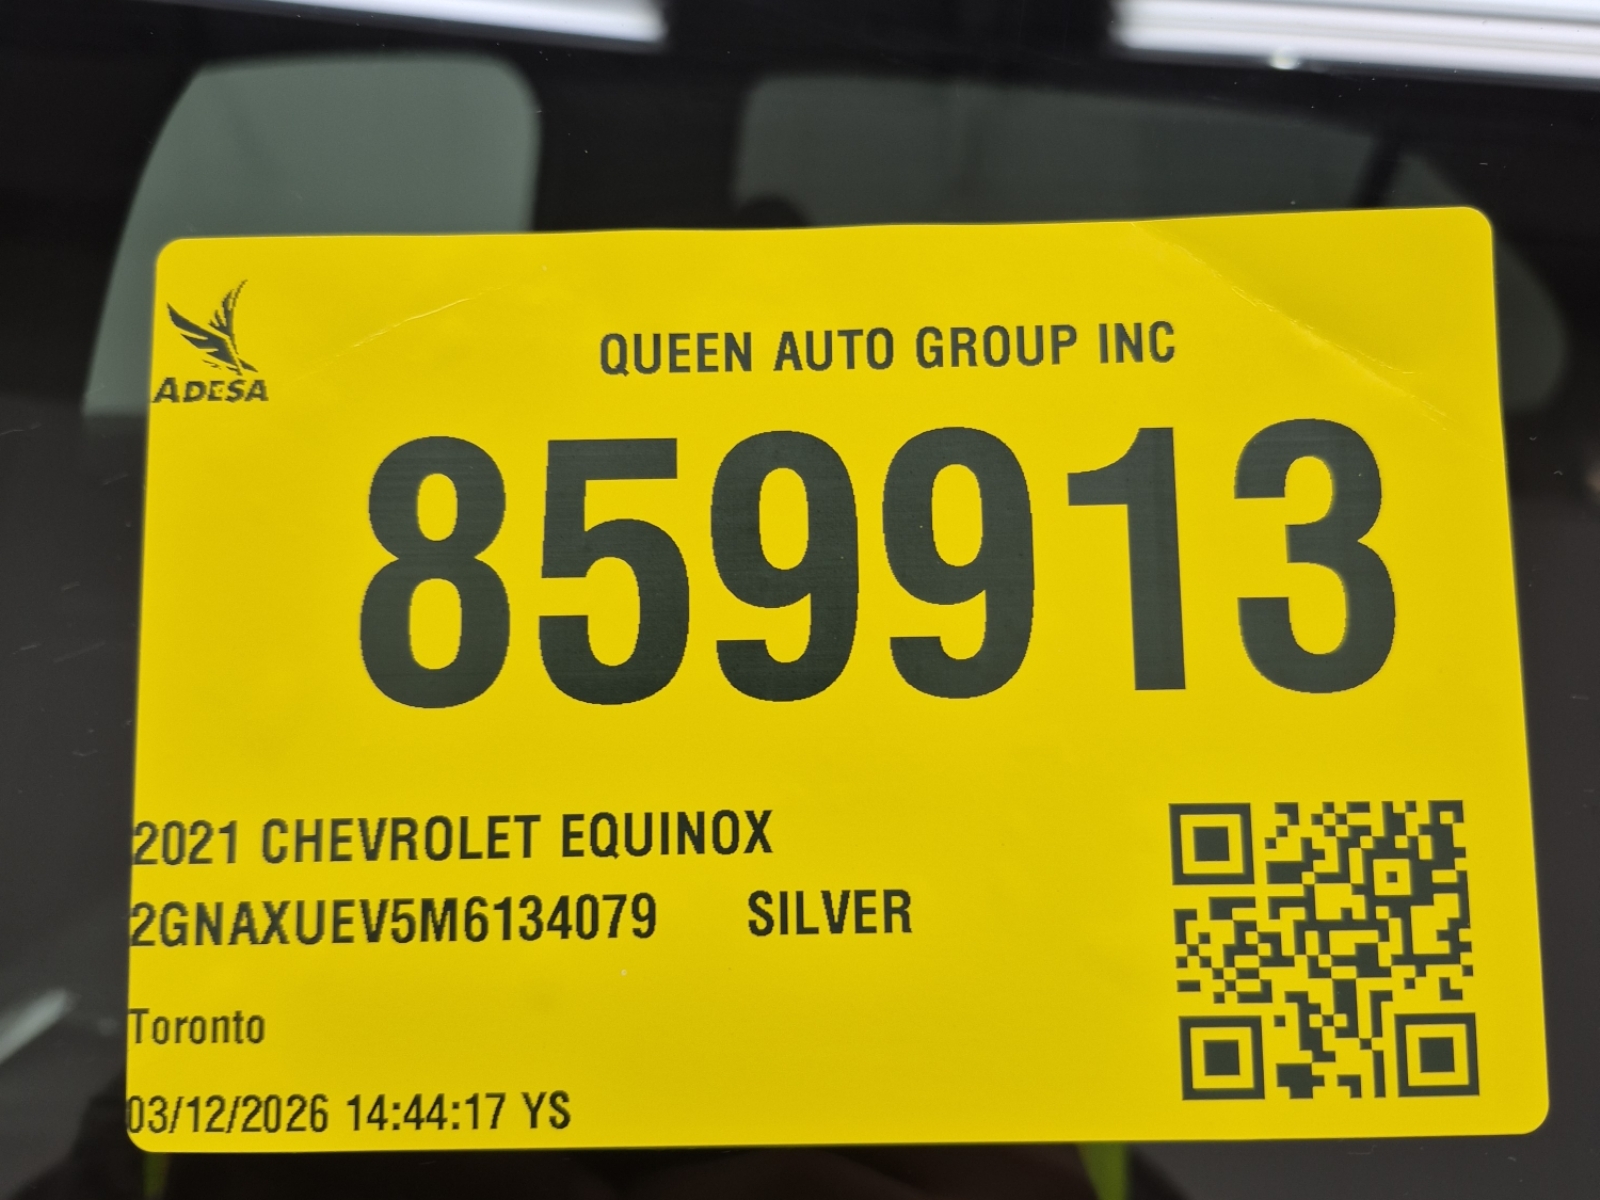 ADESA
QUEEN AUTO GROUP INC
859913
2021 CHEVROLET EQUINOX
2GNAXUEV5M6134079 SILVER
Toronto
03/12/2026 14:44:17 YS